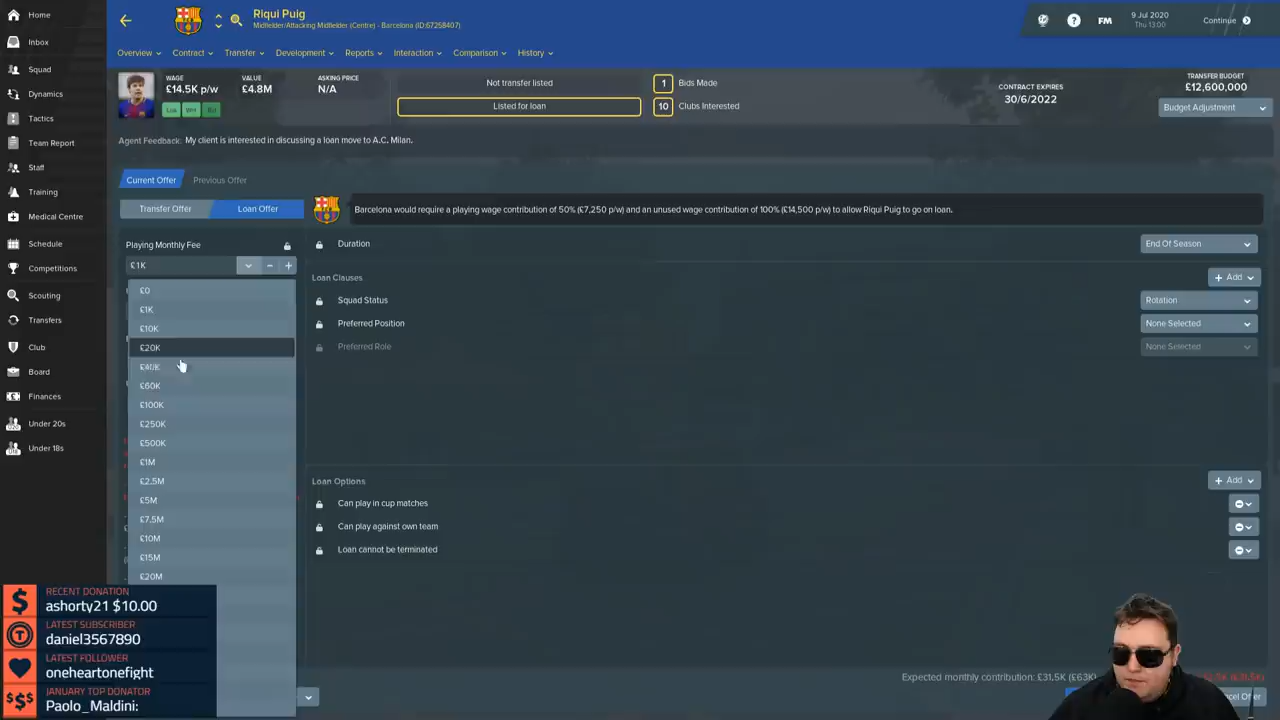 Home
Inbox
Squad
Dynamics
Tactics
Team Report
Staff
Training
Medical Centre
Schedule
Competitions
Scouting
Transfers
Club
Board
Finances
Under 20s
Under 18s
Riqui Puig
Midfielder/Attacking Midfielder (Centre) - Barcelona (ID:67258407)
FM
9 Jul 2020
Thu 13:00
Continue
Overview
Contract
Transfer
Development
Reports
Interaction
Comparison
History
WAGE
£14.5K p/w
VALUE
£4.8M
ASKING PRICE
N/A
Loa
WH
Not transfer listed
Listed for loan
1 Bids Made
10 Clubs Interested
CONTRACT EXPIRES
30/6/2022
TRANSFER BUDGET
£12,600,000
Budget Adjustment
Agent Feedback: My client is interested in discussing a loan move to A.C. Milan.
Current Offer
Previous Offer
Transfer Offer
Loan Offer
Barcelona would require a playing wage contribution of 50% (£7,250 p/w) and an unused wage contribution of 100% (£14,500 p/w) to allow Riqui Puig to go on loan.
Playing Monthly Fee
£1K
£0
£1K
£10K
£20K
£40K
£60K
£100K
£250K
£500K
£1M
£2.5M
£5M
£7.5M
£10M
£15M
£20M
Duration
End Of Season
Loan Clauses
Add
Squad Status
Rotation
Preferred Position
None Selected
Preferred Role
None Selected
Loan Options
Add
Can play in cup matches
Can play against own team
Loan cannot be terminated
Expected monthly contribution: £31.5K (£63K)
RECENT DONATION
ashorty21 $10.00
LATEST SUBSCRIBER
daniel3567890
LATEST FOLLOWER
oneheartonefight
JANUARY TOP DONATOR
Paolo_Maldini: